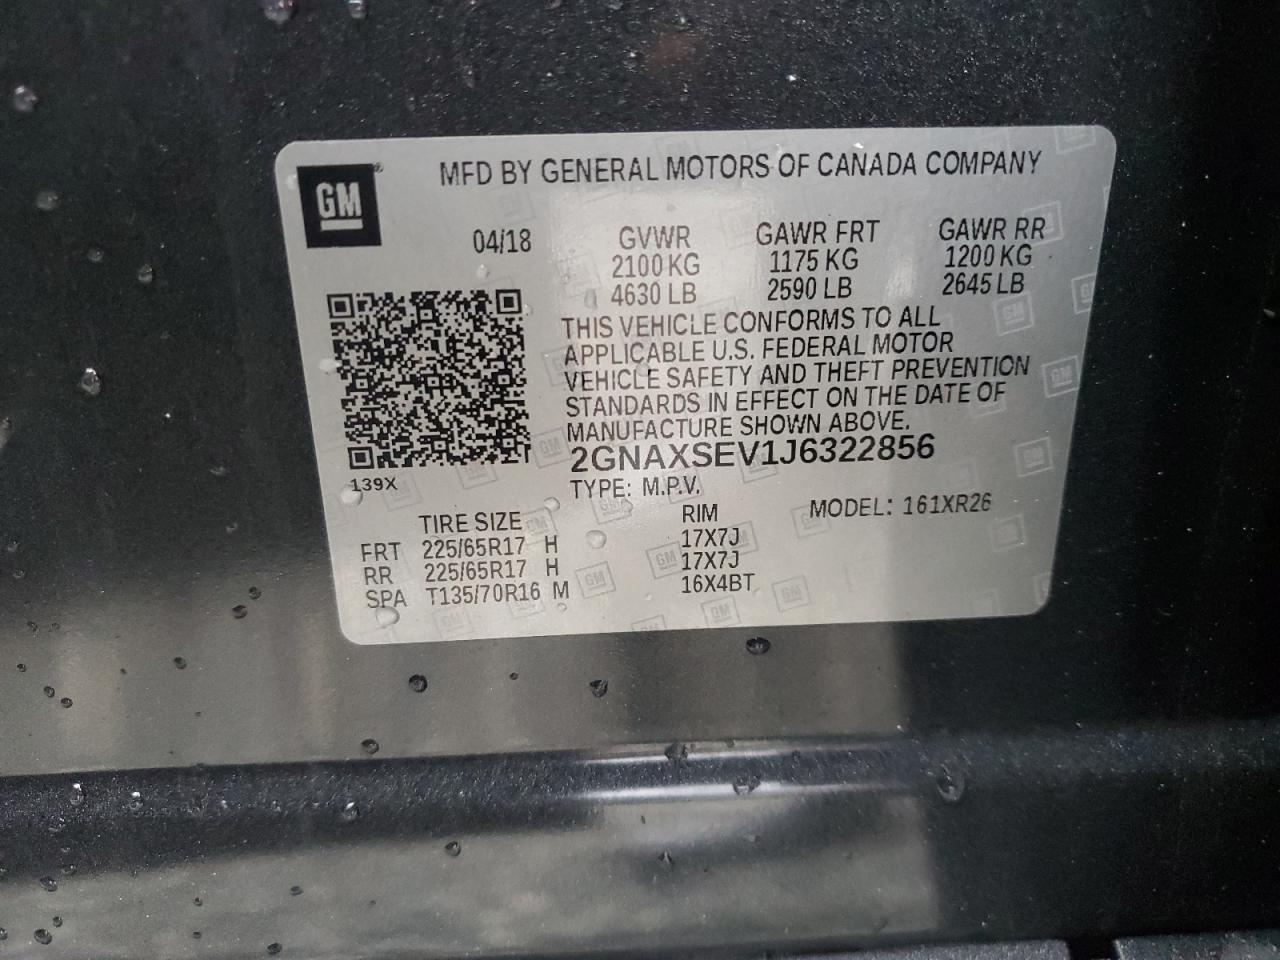 GM
MFD BY GENERAL MOTORS OF CANADA COMPANY
04/18
GVWR GAWR FRT GAWR RR
2100 KG 1175 KG 1200 KG
4630 LB 2590 LB 2645 LB
THIS VEHICLE CONFORMS TO ALL
APPLICABLE U.S. FEDERAL MOTOR
VEHICLE SAFETY AND THEFT PREVENTION
STANDARDS IN EFFECT ON THE DATE OF
MANUFACTURE SHOWN ABOVE.
2GNAXSEV1J6322856
139X
TYPE: M.P.V. MODEL: 161XR26
TIRE SIZE RIM
FRT 225/65R17 H 17X7J
RR 225/65R17 H 17X7J
SPA T135/70R16 M 16X4BT